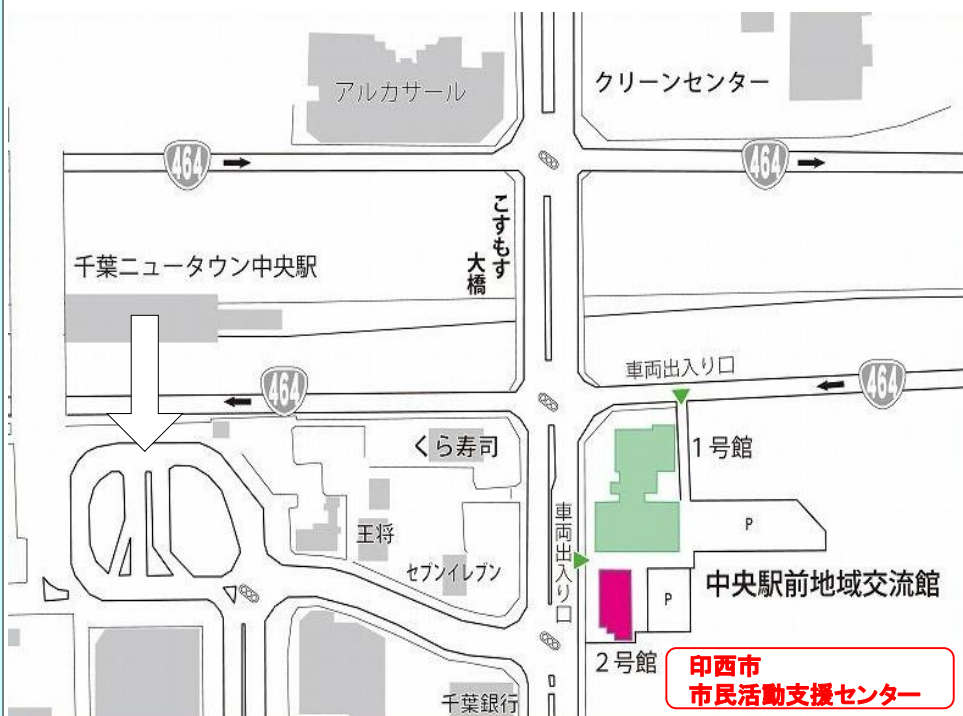 アルカサール
クリーンセンター
464
464
こすもす
大橋
千葉ニュータウン中央駅
車両出入り口
464
464
くら寿司
1号館
車両出入り口
P
王将
セブンイレブン
中央駅前地域交流館
P
2号館
印西市
市民活動支援センター
千葉銀行